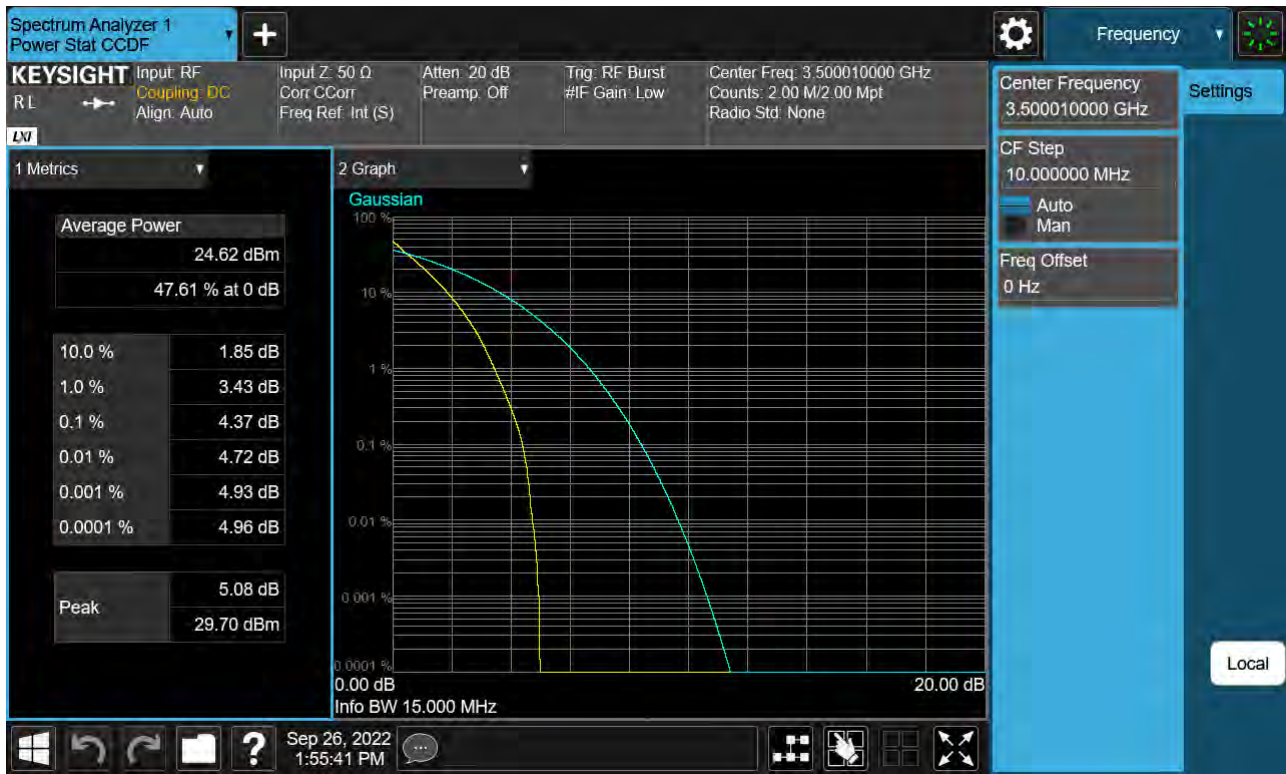 Spectrum Analyzer 1
Power Stat CCDF
Frequency
KEYSIGHT
RL
LXI
Input: RF
Coupling: DC
Align: Auto
Input Z: 50 Ω
Corr CCorr
Freq Ref: Int (S)
Atten: 20 dB
Preamp: Off
Trig: RF Burst
#IF Gain: Low
Center Freq: 3.500010000 GHz
Counts: 2.00 M/2.00 Mpt
Radio Std: None
1 Metrics
Average Power
24.62 dBm
47.61 % at 0 dB
10.0 % 1.85 dB
1.0 % 3.43 dB
0.1 % 4.37 dB
0.01 % 4.72 dB
0.001 % 4.93 dB
0.0001 % 4.96 dB
Peak
5.08 dB
29.70 dBm
2 Graph
Gaussian
100 %
10 %
1 %
0.1 %
0.01 %
0.001 %
0.0001 %
0.00 dB
20.00 dB
Info BW 15.000 MHz
Center Frequency
3.500010000 GHz
Settings
CF Step
10.000000 MHz
Auto
Man
Freq Offset
0 Hz
Local
?
Sep 26, 2022
1:55:41 PM